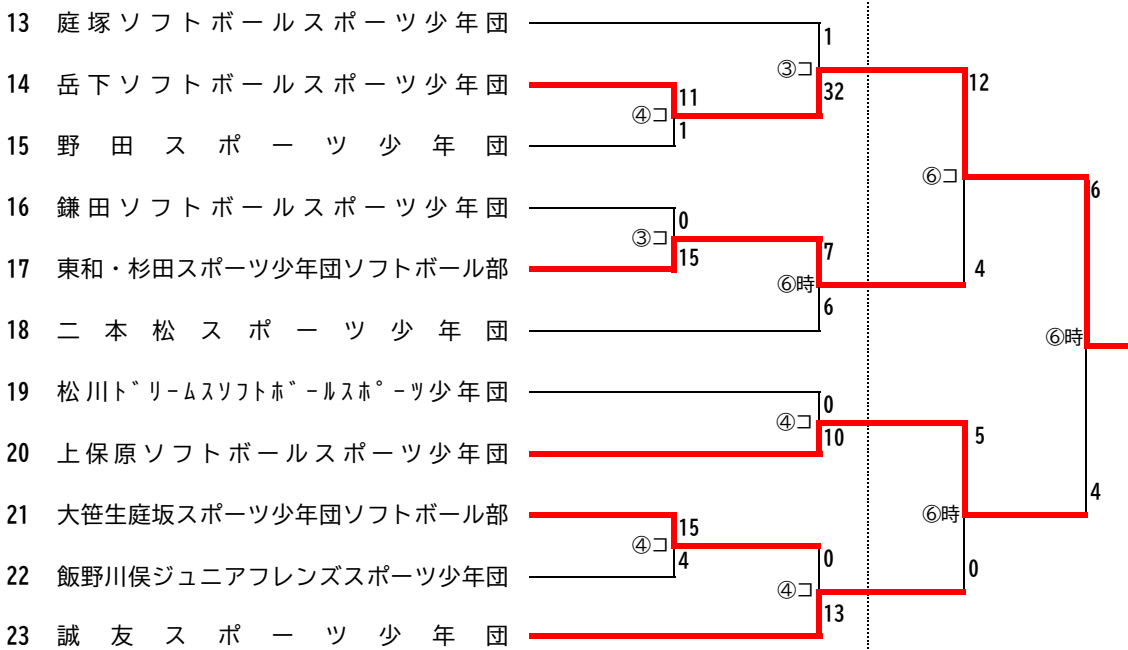 13 庭塚ソフトボールスポーツ少年団
1
③コ
12
14 岳下ソフトボールスポーツ少年団
11
32
④コ
1
15 野田スポーツ少年団
⑥コ
6
16 鎌田ソフトボールスポーツ少年団
0
③コ
7
15
4
17 東和・杉田スポーツ少年団ソフトボール部
⑥時
6
18 二本松スポーツ少年団
⑥時
19 松川ﾄﾞﾘｰﾑｽソフトﾎﾞｰﾙｽﾎﾟｰﾂ少年団
0
④コ
10
5
20 上保原ソフトボールスポーツ少年団
4
21 大笹生庭坂スポーツ少年団ソフトボール部
15
⑥時
④コ
4
0
0
22 飯野川俣ジュニアフレンズスポーツ少年団
④コ
13
23 誠友スポーツ少年団